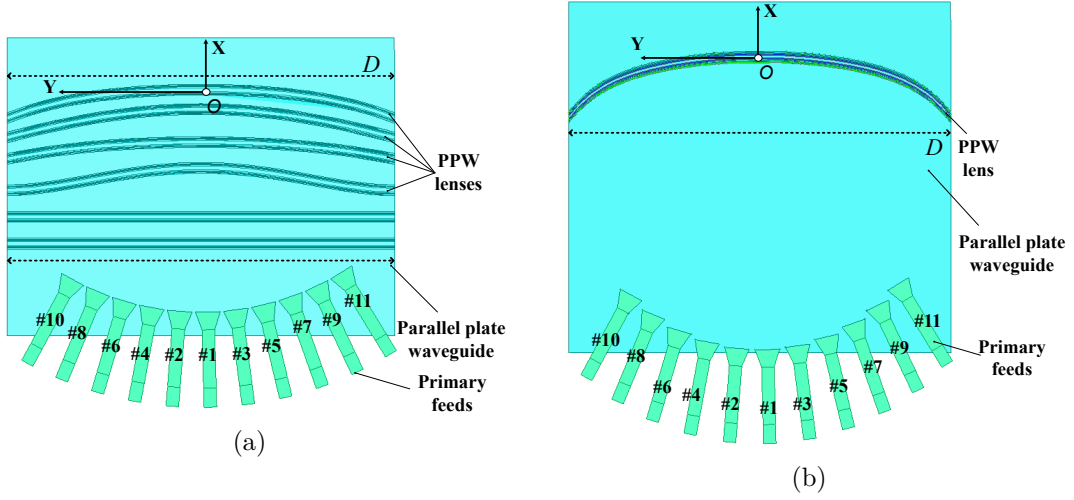 X
D
Y
O
PPW
lenses
#10
#8
#6
#4
#2
#1
#3
#5
#7
#9
#11
Parallel plate
waveguide
Primary
feeds
(a)
X
Y
O
D
PPW
lens
Parallel plate
waveguide
#10
#8
#6
#4
#2
#1
#3
#5
#7
#9
#11
Primary
feeds
(b)